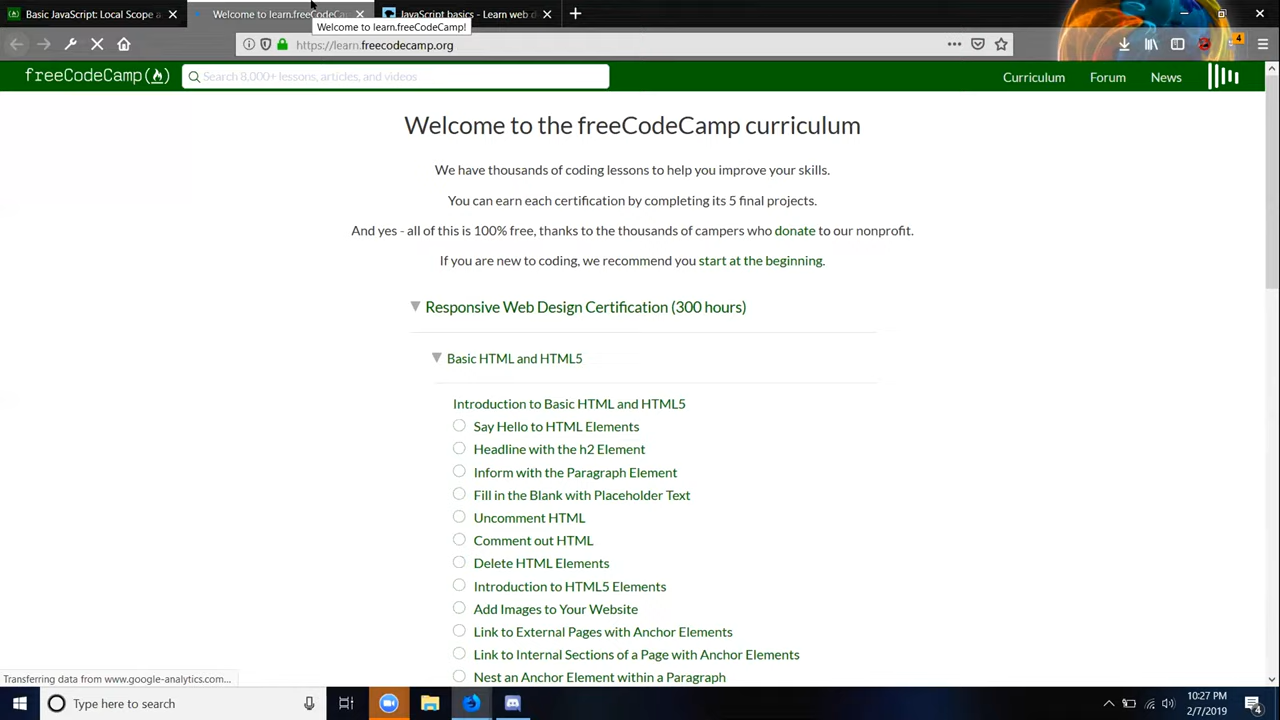 Basic JavaScript: Local Scope a
Welcome to learn.freeCodeCam
JavaScript basics - Learn web d
Welcome to learn.freeCodeCamp!
https://learn.freecodecamp.org
4
freeCodeCamp
Search 8,000+ lessons, articles, and videos
Curriculum
Forum
News
Welcome to the freeCodeCamp curriculum
We have thousands of coding lessons to help you improve your skills.
You can earn each certification by completing its 5 final projects.
And yes - all of this is 100% free, thanks to the thousands of campers who donate to our nonprofit.
If you are new to coding, we recommend you start at the beginning.
Responsive Web Design Certification (300 hours)
Basic HTML and HTML5
Introduction to Basic HTML and HTML5
Say Hello to HTML Elements
Headline with the h2 Element
Inform with the Paragraph Element
Fill in the Blank with Placeholder Text
Uncomment HTML
Comment out HTML
Delete HTML Elements
Introduction to HTML5 Elements
Add Images to Your Website
Link to External Pages with Anchor Elements
Link to Internal Sections of a Page with Anchor Elements
Nest an Anchor Element within a Paragraph
Transferring data from www.google-analytics.com...
Type here to search
10:27 PM
2/7/2019
4